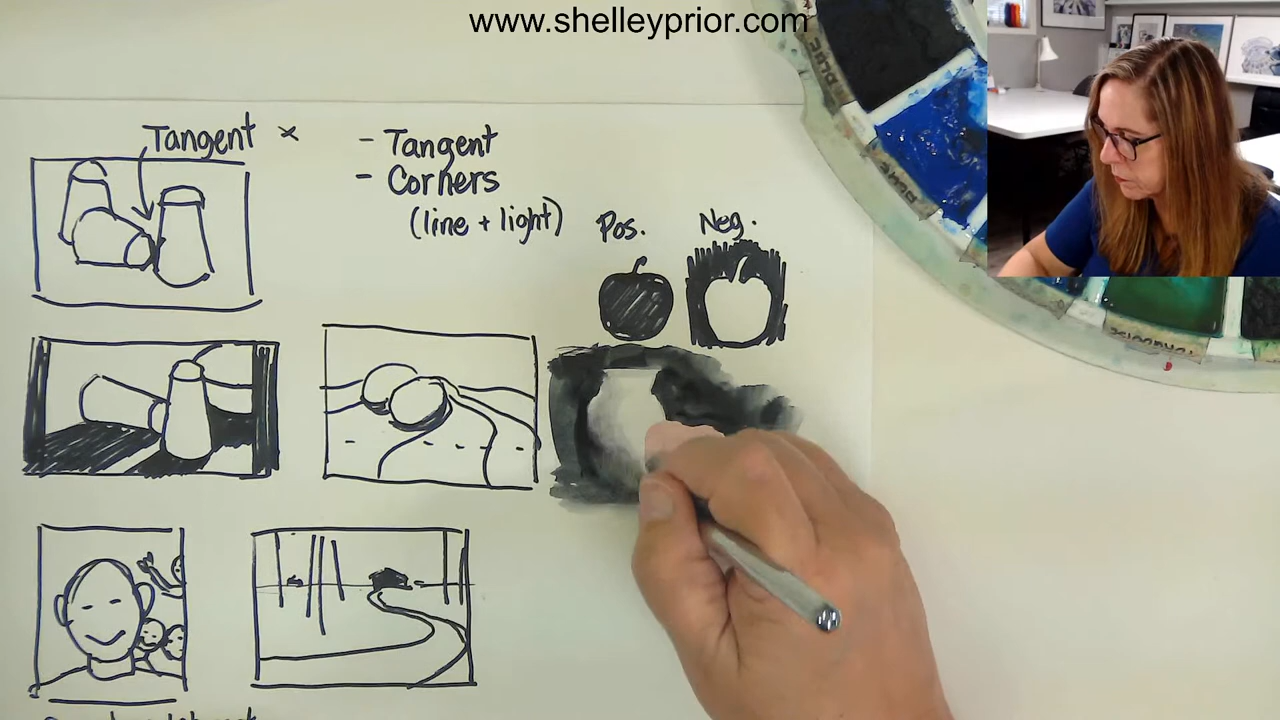 www.shelleyprior.com
Tangent ×
- Tangent
- Corners
(line + light)
Pos.
Neg.